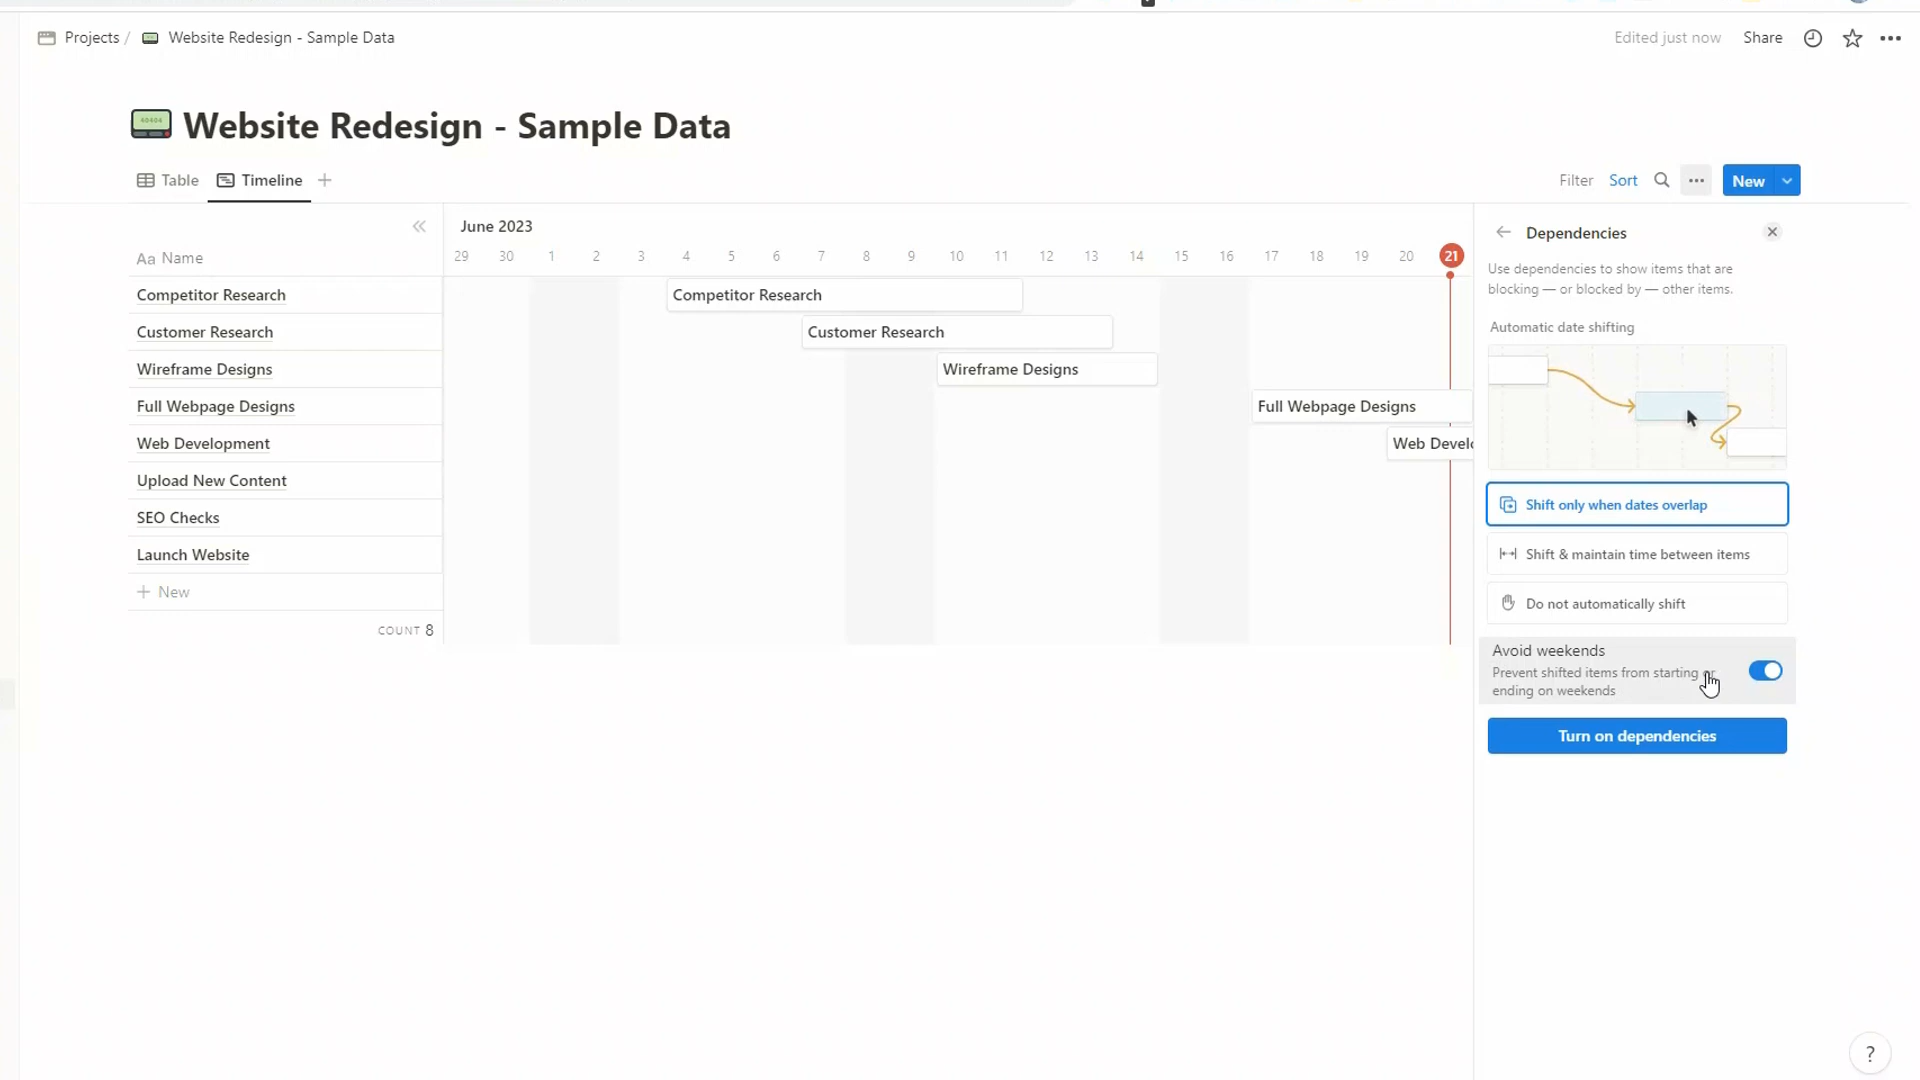 Projects / Website Redesign - Sample Data
Edited just now Share
Website Redesign - Sample Data
Table Timeline
Filter Sort New
June 2023
Aa Name
29 30 1 2 3 4 5 6 7 8 9 10 11 12 13 14 15 16 17 18 19 20 21
Competitor Research
Customer Research
Wireframe Designs
Full Webpage Designs
Web Development
Upload New Content
SEO Checks
Launch Website
+ New
COUNT 8
Competitor Research
Customer Research
Wireframe Designs
Full Webpage Designs
Web Develo
Dependencies
Use dependencies to show items that are
blocking — or blocked by — other items.
Automatic date shifting
Shift only when dates overlap
Shift & maintain time between items
Do not automatically shift
Avoid weekends
Prevent shifted items from starting or
ending on weekends
Turn on dependencies
?